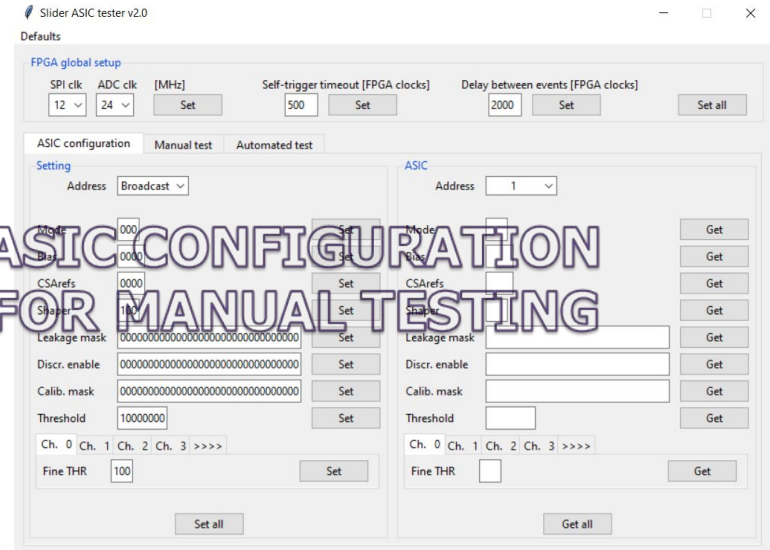 Slider ASIC tester v2.0
Defaults
FPGA global setup
SPI clk ADC clk [MHz] Self-trigger timeout [FPGA clocks] Delay between events [FPGA clocks]
12 24 Set 500 Set 2000 Set Set all
ASIC configuration Manual test Automated test
Setting
Address Broadcast
Mode 000 Set
Bias 0000 Set
CSArefs 0000 Set
Shaper 100 Set
Leakage mask 00000000000000000000000000000000 Set
Discr. enable 00000000000000000000000000000000 Set
Calib. mask 00000000000000000000000000000000 Set
Threshold 10000000 Set
Ch. 0 Ch. 1 Ch. 2 Ch. 3 >>>>
Fine THR 100 Set
Set all
ASIC
Address 1
Mode Get
Bias Get
CSArefs Get
Shaper Get
Leakage mask Get
Discr. enable Get
Calib. mask Get
Threshold Get
Ch. 0 Ch. 1 Ch. 2 Ch. 3 >>>>
Fine THR Get
Get all
ASIC CONFIGURATION
FOR MANUAL TESTING